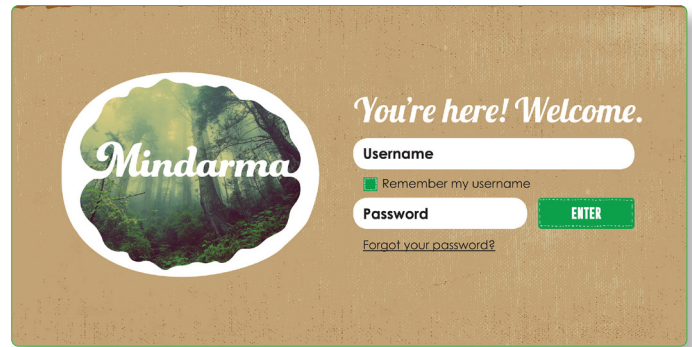 Mindarma
You're here! Welcome.
Username
Remember my username
Password
ENTER
Forgot your password?